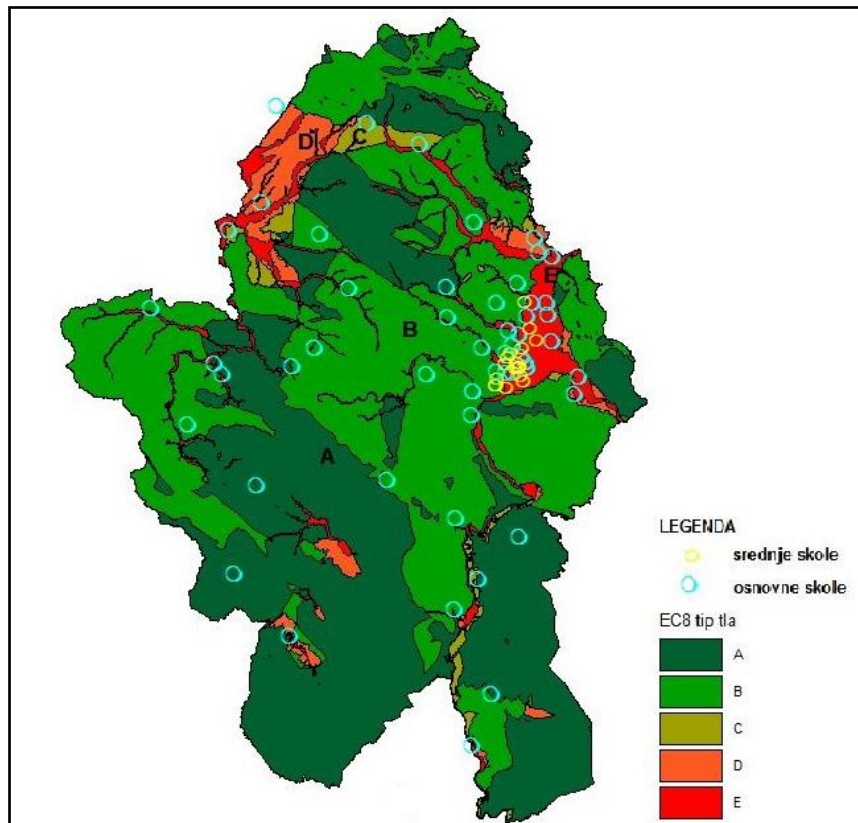 D
C
E
B
A
LEGENDA
srednje skole
osnovne skole
EC8 tip tla
A
B
C
D
E